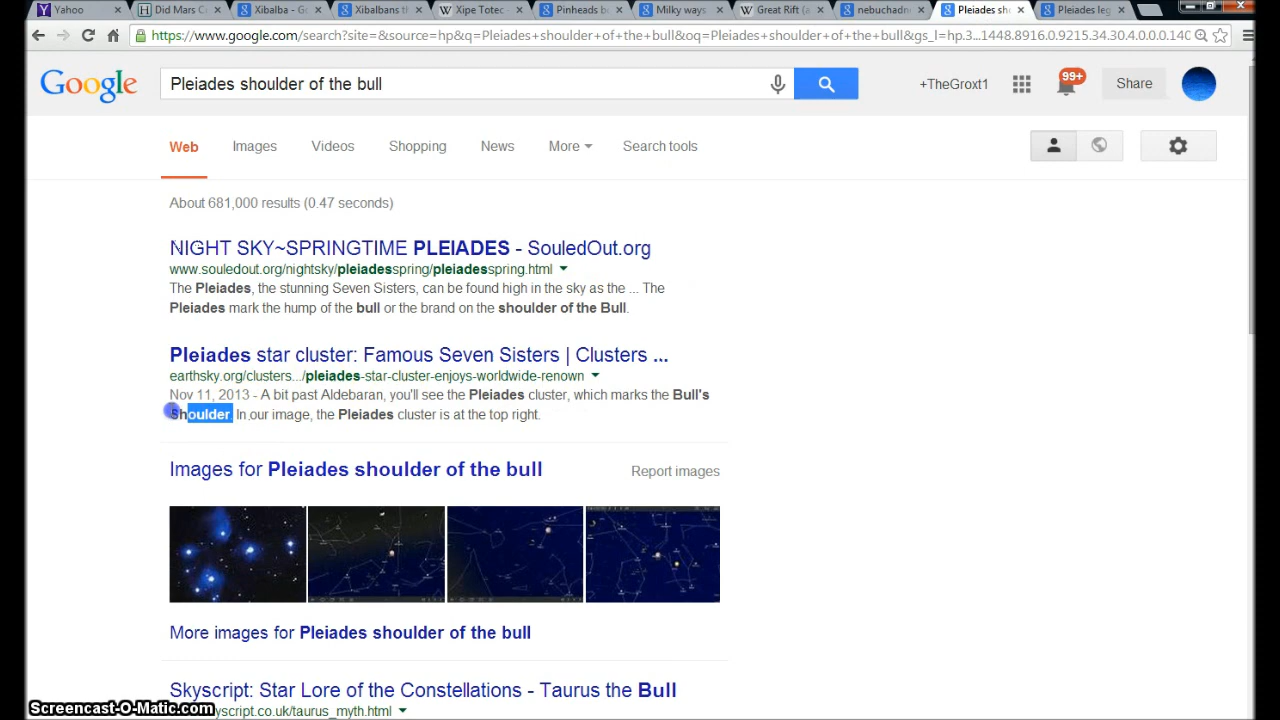 Yahoo
Did Mars C
Xibalba - G
Xibalbans t
Xipe Totec -
Pinheads b
Milky ways
Great Rift (a
nebuchadn
Pleiades sh
Pleiades leg
https://www.google.com/search?site=&source=hp&q=Pleiades+shoulder+of+the+bull&oq=Pleiades+shoulder+of+the+bull&gs_l=hp.3...1448.8916.0.9215.34.30.4.0.0.0.140
Google
Pleiades shoulder of the bull
+TheGroxt1
99+
Share
Web Images Videos Shopping News More Search tools
About 681,000 results (0.47 seconds)
NIGHT SKY~SPRINGTIME PLEIADES - SouledOut.org
www.souledout.org/nightsky/pleiadesspring/pleiadesspring.html
The Pleiades, the stunning Seven Sisters, can be found high in the sky as the ... The
Pleiades mark the hump of the bull or the brand on the shoulder of the Bull.
Pleiades star cluster: Famous Seven Sisters | Clusters ...
earthsky.org/clusters.../pleiades-star-cluster-enjoys-worldwide-renown
Nov 11, 2013 - A bit past Aldebaran, you'll see the Pleiades cluster, which marks the Bull's
Shoulder. In our image, the Pleiades cluster is at the top right.
Images for Pleiades shoulder of the bull
Report images
More images for Pleiades shoulder of the bull
Skyscript: Star Lore of the Constellations - Taurus the Bull
yscript.co.uk/taurus_myth.html
Screencast-O-Matic.com